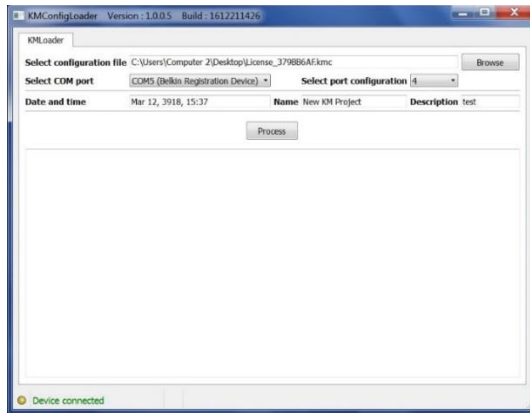 KMConfigLoader Version : 1.0.0.5 Build : 1612211426
KMLoader
Select configuration file C:\Users\Computer 2\Desktop\License_379BB6AF.kmc Browse
Select COM port COM5 (Belkin Registration Device) Select port configuration 4
Date and time Mar 12, 3918, 15:37 Name New KM Project Description test
Process
Device connected